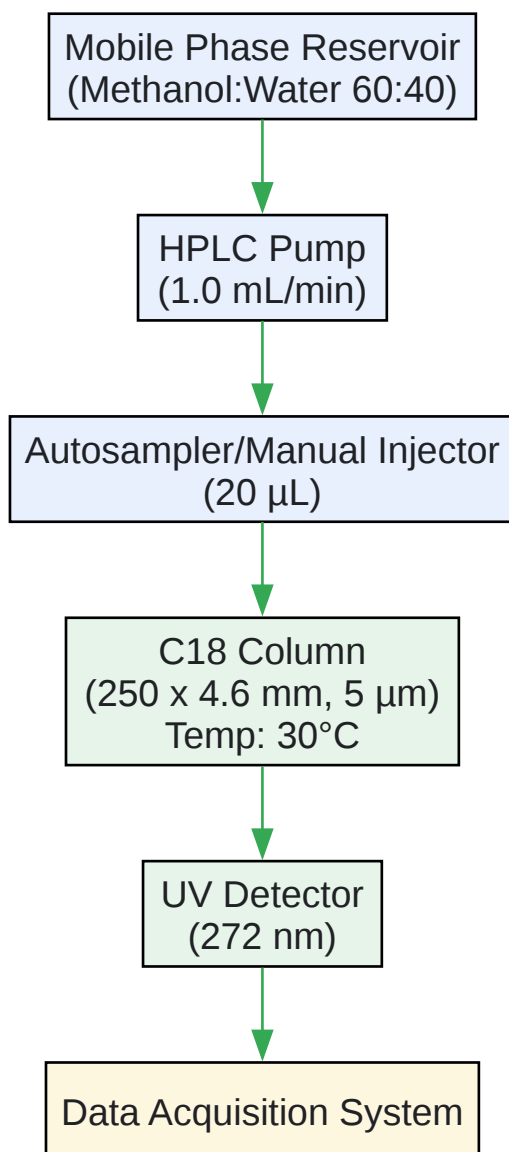 Mobile Phase Reservoir
(Methanol:Water 60:40)
HPLC Pump
(1.0 mL/min)
Autosampler/Manual Injector
(20 µL)
C18 Column
(250 x 4.6 mm, 5 µm)
Temp: 30°C
UV Detector
(272 nm)
Data Acquisition System